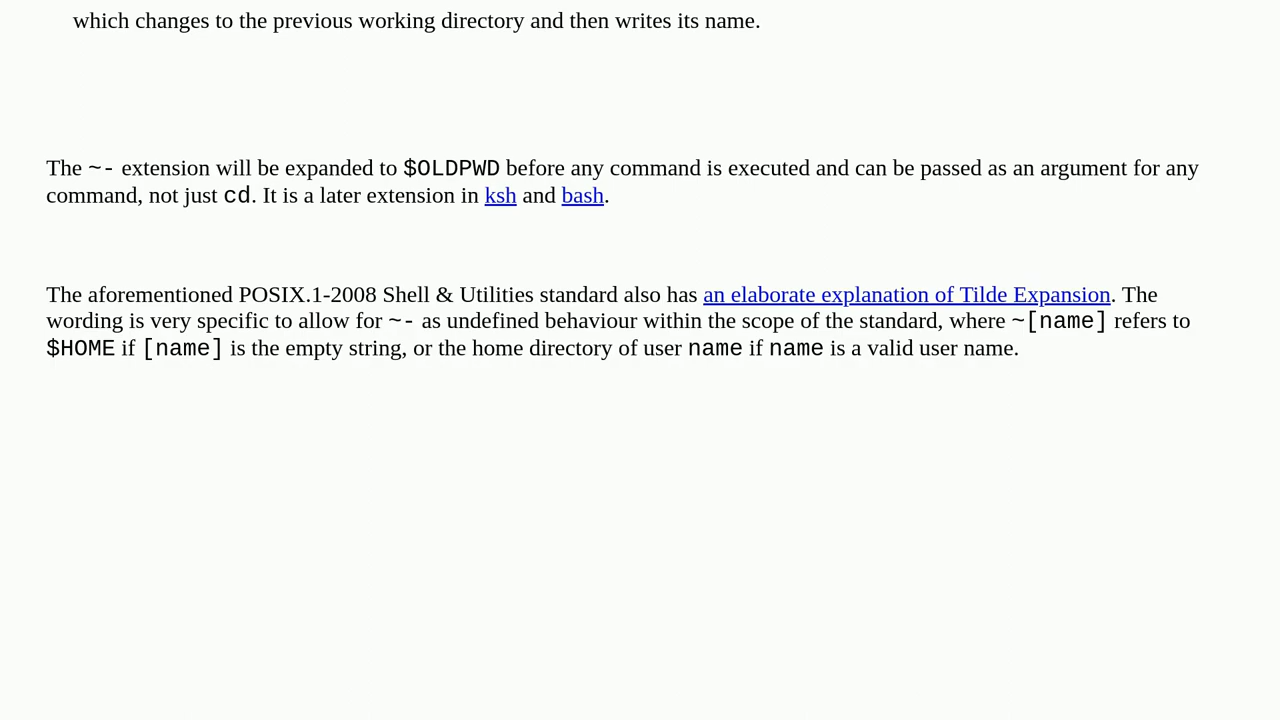 which changes to the previous working directory and then writes its name.
The ~- extension will be expanded to $OLDPWD before any command is executed and can be passed as an argument for any
command, not just cd. It is a later extension in ksh and bash.
The aforementioned POSIX.1-2008 Shell & Utilities standard also has an elaborate explanation of Tilde Expansion. The
wording is very specific to allow for ~- as undefined behaviour within the scope of the standard, where ~[name] refers to
$HOME if [name] is the empty string, or the home directory of user name if name is a valid user name.